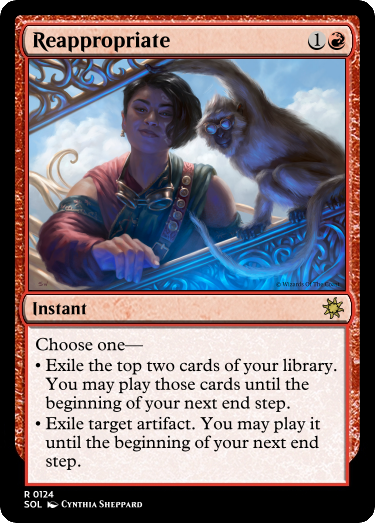 Reappropriate 1
© Wizards Of The Coast
Instant
Choose one—
• Exile the top two cards of your library.
You may play those cards until the
beginning of your next end step.
• Exile target artifact. You may play it
until the beginning of your next end
step.
R 0124
SOL Cynthia Sheppard